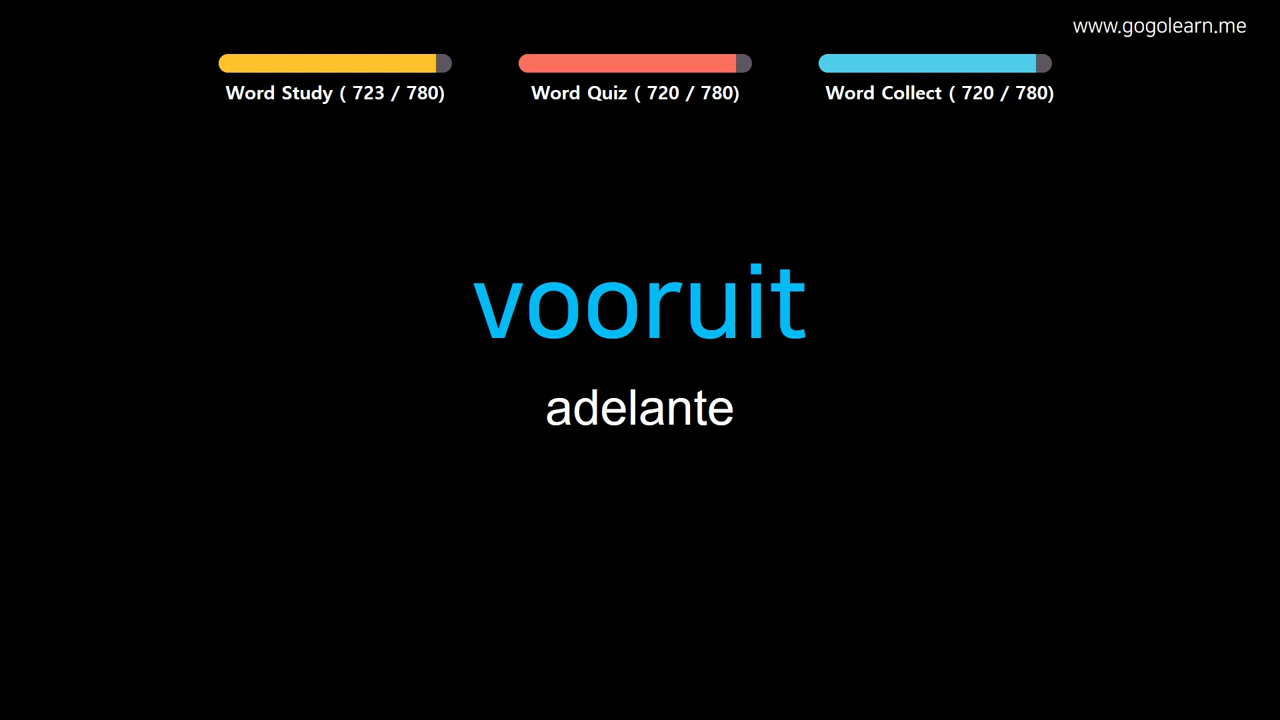 www.gogolearn.me
Word Study ( 723 / 780)
Word Quiz ( 720 / 780)
Word Collect ( 720 / 780)
vooruit
adelante